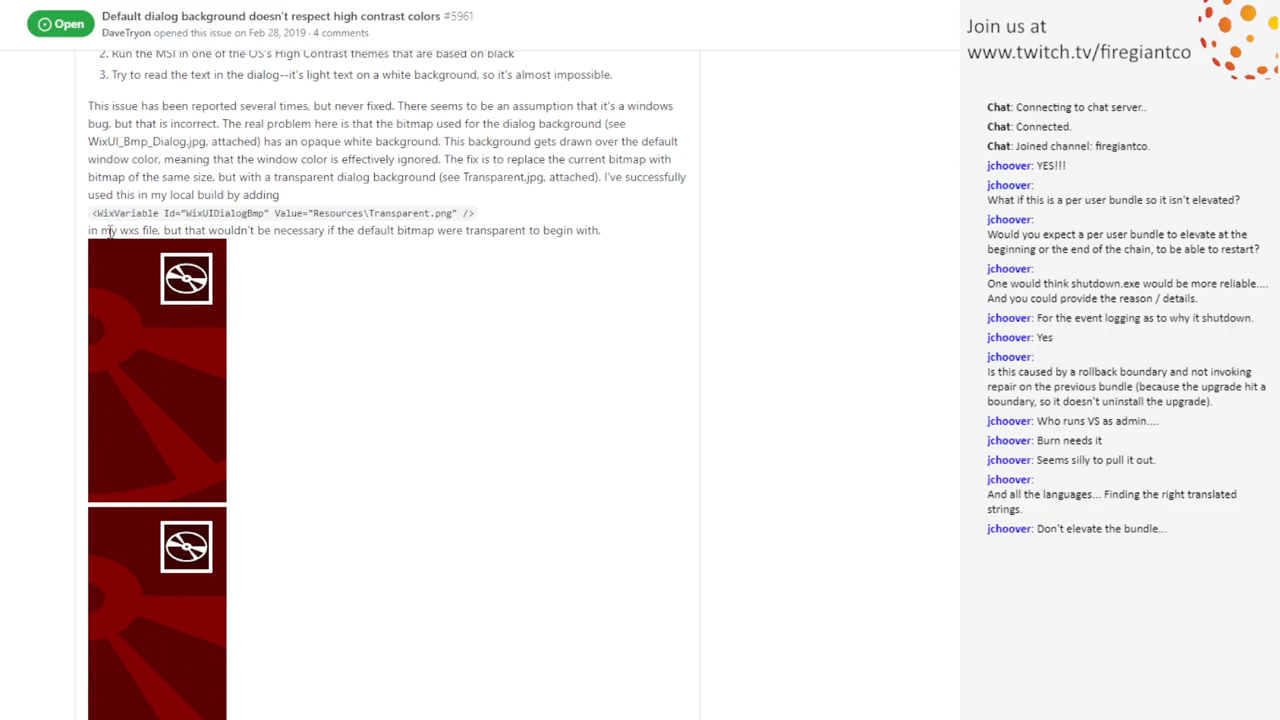 Open
Default dialog background doesn't respect high contrast colors #5961
DaveTryon opened this issue on Feb 28, 2019 · 4 comments
2. Run the MSI in one of the OS's High Contrast themes that are based on black
3. Try to read the text in the dialog--it's light text on a white background, so it's almost impossible.
This issue has been reported several times, but never fixed. There seems to be an assumption that it's a windows
bug, but that is incorrect. The real problem here is that the bitmap used for the dialog background (see
WixUI_Bmp_Dialog.jpg, attached) has an opaque white background. This background gets drawn over the default
window color, meaning that the window color is effectively ignored. The fix is to replace the current bitmap with
bitmap of the same size, but with a transparent dialog background (see Transparent.jpg, attached). I've successfully
used this in my local build by adding
<WixVariable Id="WixUIDialogBmp" Value="Resources\Transparent.png" />
in my wxs file, but that wouldn't be necessary if the default bitmap were transparent to begin with.
Join us at
www.twitch.tv/firegiantco
Chat: Connecting to chat server..
Chat: Connected.
Chat: Joined channel: firegiantco.
jchoover: YES!!!
jchoover:
What if this is a per user bundle so it isn't elevated?
jchoover:
Would you expect a per user bundle to elevate at the
beginning or the end of the chain, to be able to restart?
jchoover:
One would think shutdown.exe would be more reliable....
And you could provide the reason / details.
jchoover: For the event logging as to why it shutdown.
jchoover: Yes
jchoover:
Is this caused by a rollback boundary and not invoking
repair on the previous bundle (because the upgrade hit a
boundary, so it doesn't uninstall the upgrade).
jchoover: Who runs VS as admin....
jchoover: Burn needs it
jchoover: Seems silly to pull it out.
jchoover:
And all the languages... Finding the right translated
strings.
jchoover: Don't elevate the bundle...